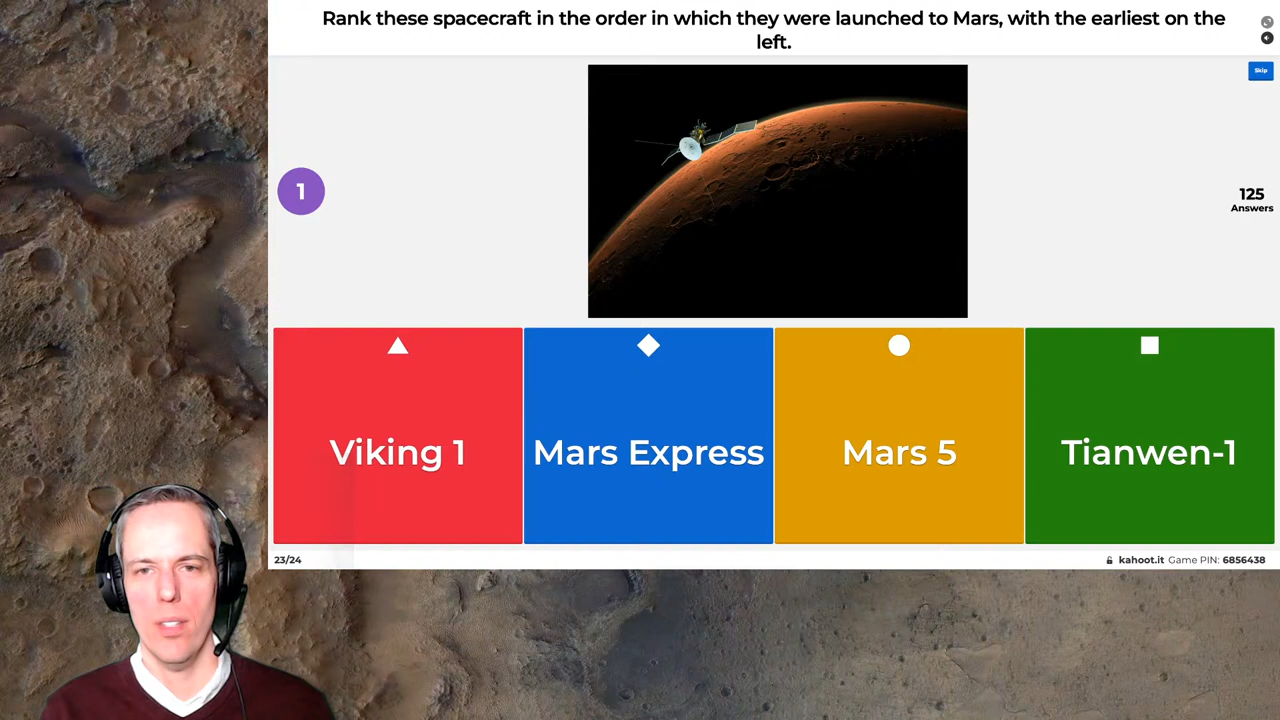 Rank these spacecraft in the order in which they were launched to Mars, with the earliest on the
left.
Skip
1
125
Answers
Viking 1
Mars Express
Mars 5
Tianwen-1
23/24
kahoot.it Game PIN: 6856438